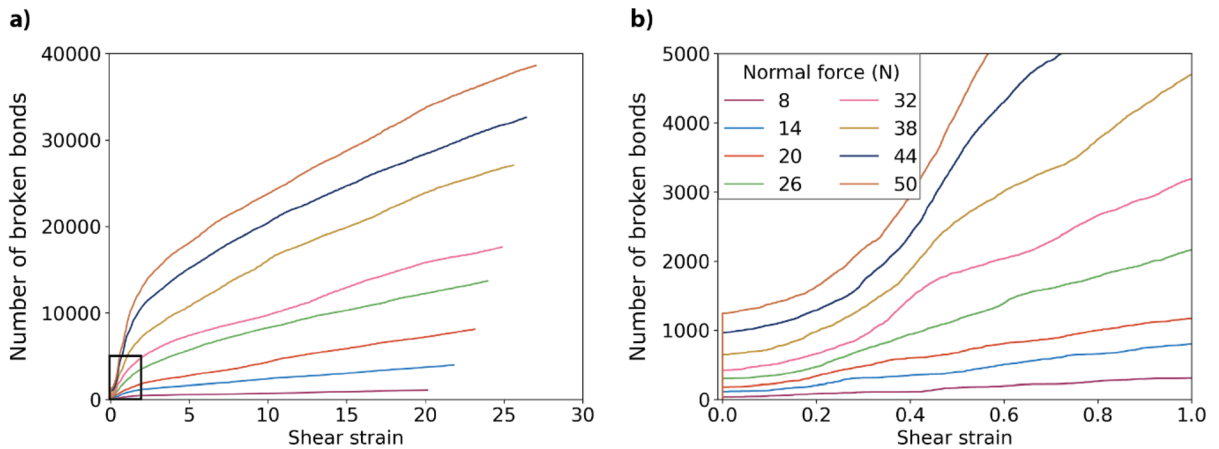 a)
40000
30000
20000
10000
0
Number of broken bonds
0 5 10 15 20 25 30
Shear strain
b)
5000
4000
3000
2000
1000
0
Number of broken bonds
Normal force (N)
8 32
14 38
20 44
26 50
0.0 0.2 0.4 0.6 0.8 1.0
Shear strain